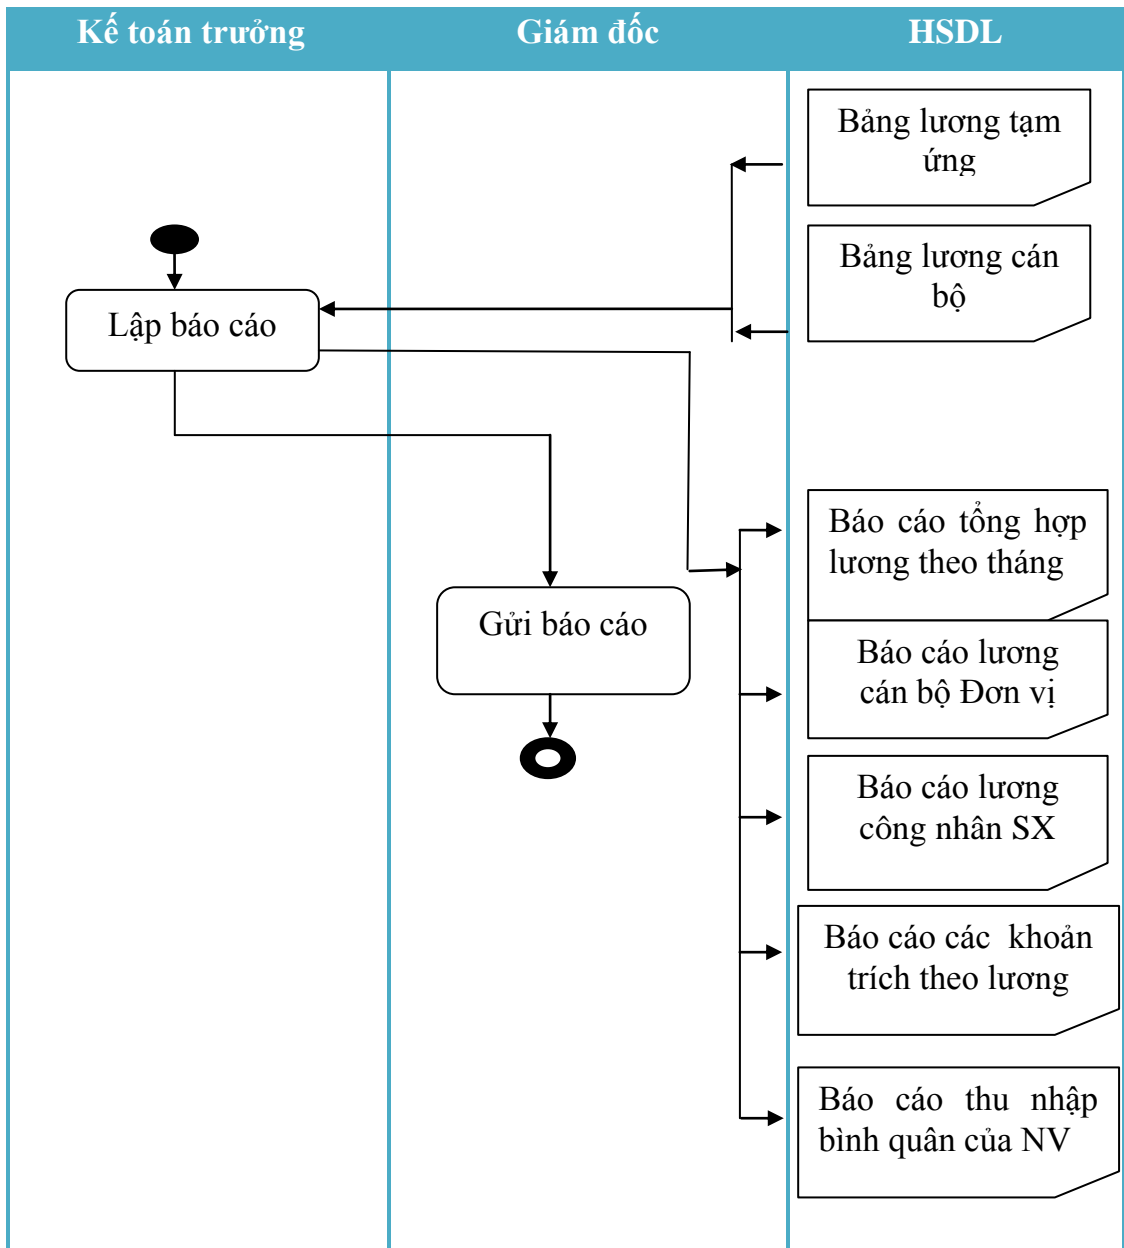 Kế toán trưởng
Giám đốc
HSDL
Bảng lương tạm
ứng
Bảng lương cán
bộ
Lập báo cáo
Báo cáo tổng hợp
lương theo tháng
Gửi báo cáo
Báo cáo lương
cán bộ Đơn vị
Báo cáo lương
công nhân SX
Báo cáo các khoản
trích theo lương
Báo cáo thu nhập
bình quân của NV